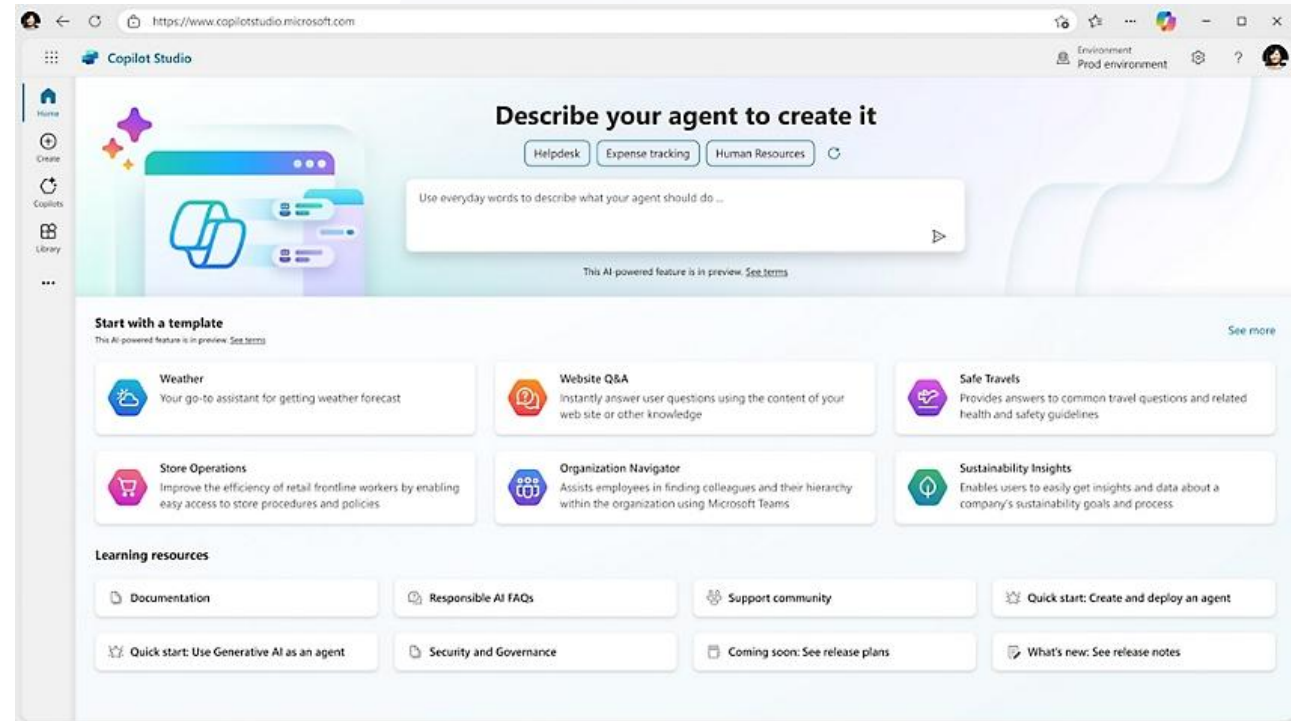 https://www.copilotstudio.microsoft.com
Copilot Studio
Environment
Prod environment
?
Home
Create
Copilots
Library
Describe your agent to create it
Helpdesk
Expense tracking
Human Resources
Use everyday words to describe what your agent should do ...
This AI-powered feature is in preview. See terms
Start with a template
This AI-powered feature is in preview. See terms
See more
Weather
Your go-to assistant for getting weather forecast
Website Q&A
Instantly answer user questions using the content of your
web site or other knowledge
Safe Travels
Provides answers to common travel questions and related
health and safety guidelines
Store Operations
Improve the efficiency of retail frontline workers by enabling
easy access to store procedures and policies
Organization Navigator
Assists employees in finding colleagues and their hierarchy
within the organization using Microsoft Teams
Sustainability Insights
Enables users to easily get insights and data about a
company's sustainability goals and process
Learning resources
Documentation
Responsible AI FAQs
Support community
Quick start: Create and deploy an agent
Quick start: Use Generative AI as an agent
Security and Governance
Coming soon: See release plans
What's new: See release notes